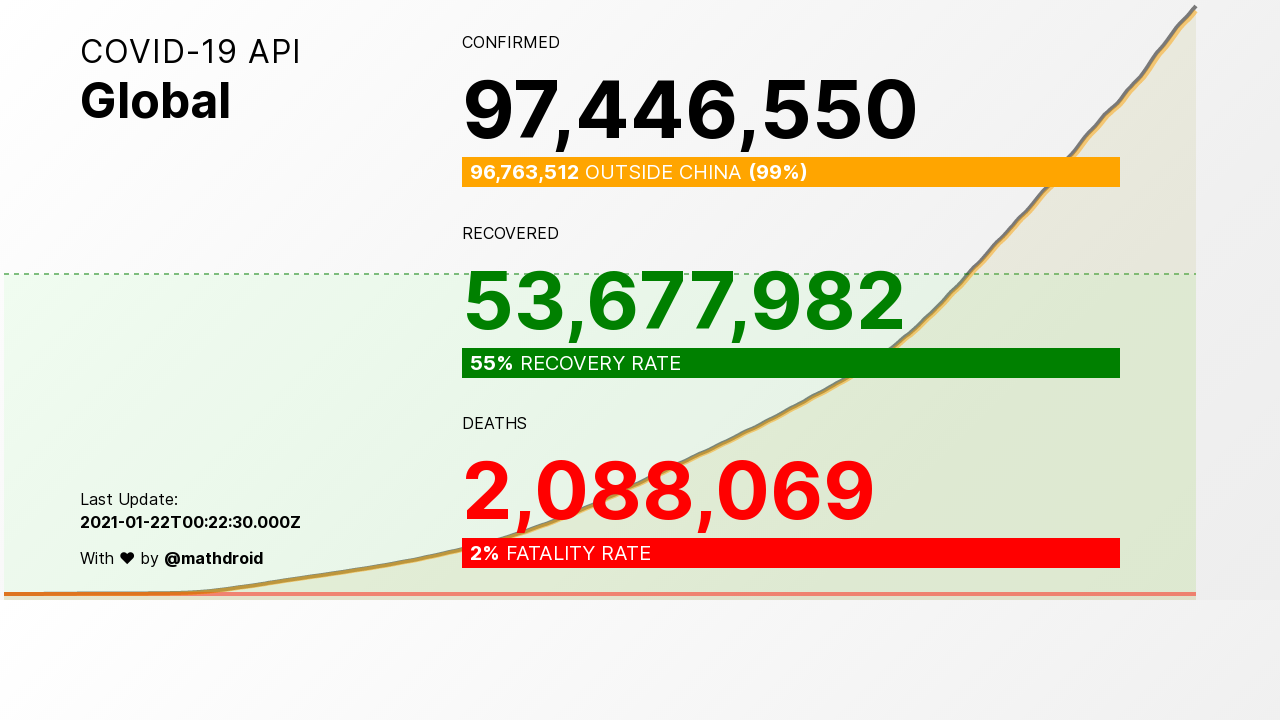 COVID-19 API
Global
CONFIRMED
97,446,550
96,763,512 OUTSIDE CHINA (99%)
RECOVERED
53,677,982
55% RECOVERY RATE
DEATHS
2,088,069
2% FATALITY RATE
Last Update:
2021-01-22T00:22:30.000Z
With ♥ by @mathdroid